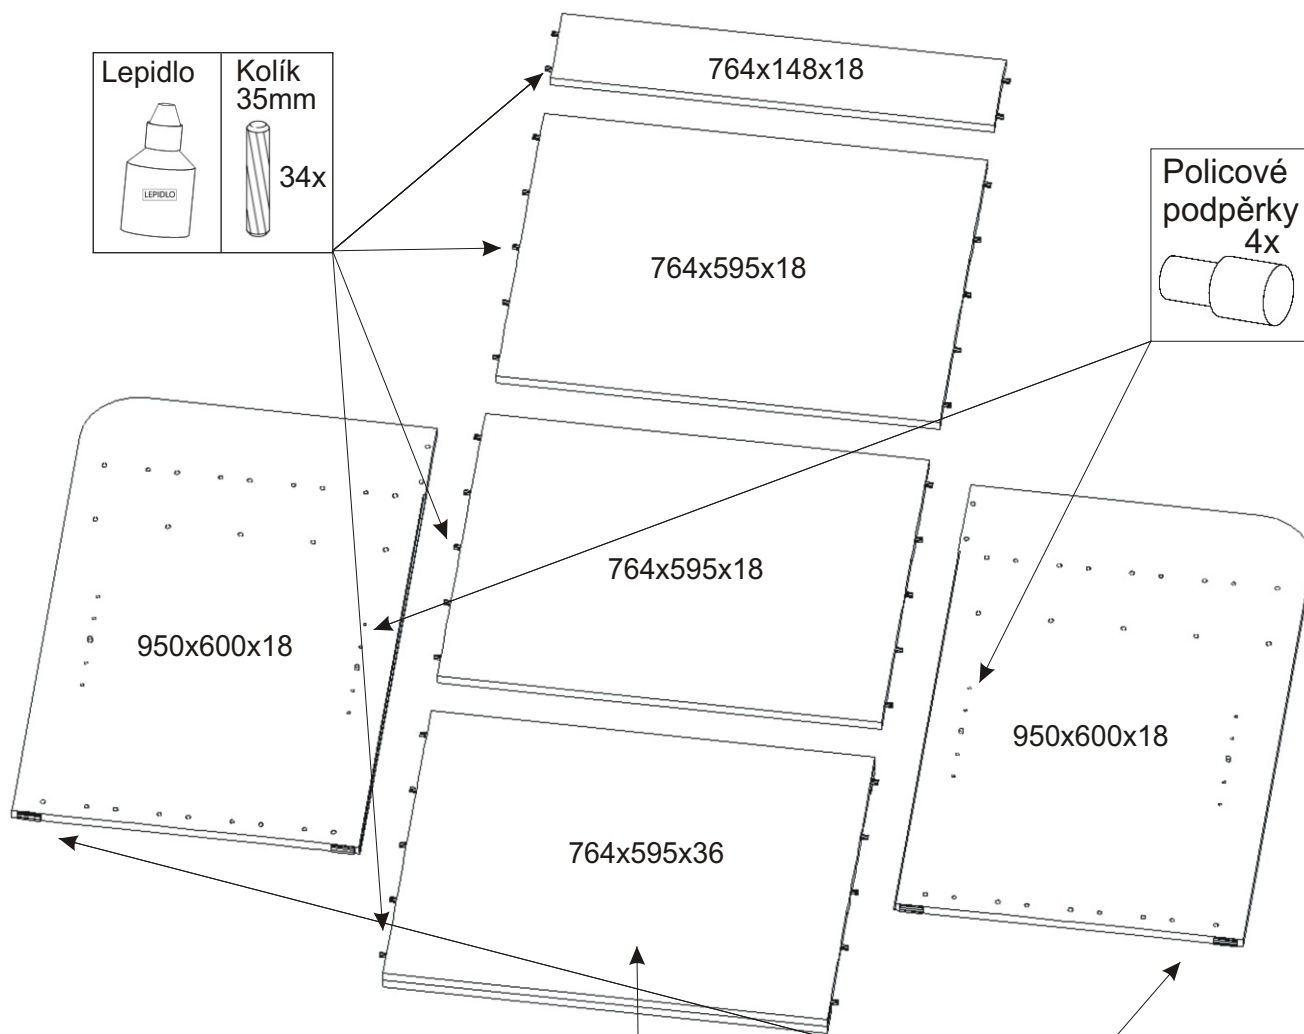 Lepidlo
Kolík
35mm
34x
LEPIDLO
764x148x18
764x595x18
Policové
podpěrky
4x
764x595x18
950x600x18
950x600x18
764x595x36